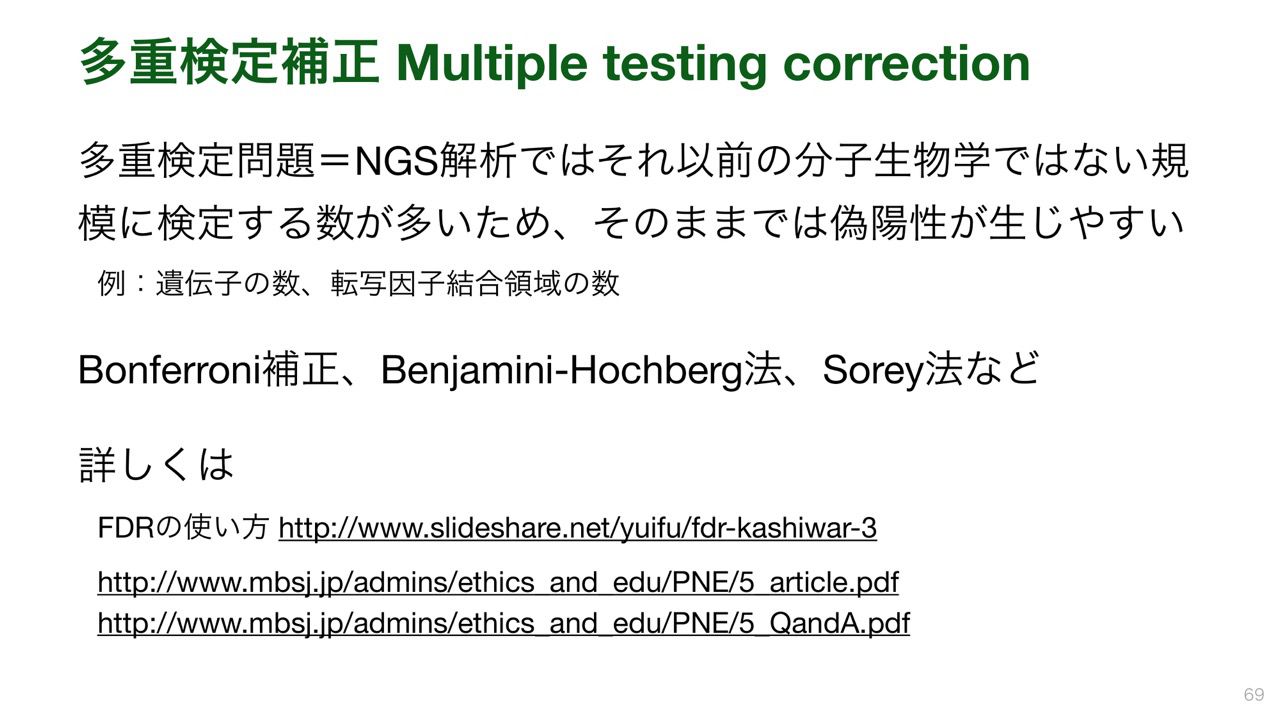 多重検定補正 Multiple testing correction
多重検定問題＝NGS解析ではそれ以前の分子生物学ではない規
模に検定する数が多いため、そのままでは偽陽性が生じやすい
例：遺伝子の数、転写因子結合領域の数
Bonferroni補正、Benjamini-Hochberg法、Sorey法など
詳しくは
FDRの使い方 http://www.slideshare.net/yuifu/fdr-kashiwar-3
http://www.mbsj.jp/admins/ethics_and_edu/PNE/5_article.pdf
http://www.mbsj.jp/admins/ethics_and_edu/PNE/5_QandA.pdf
69